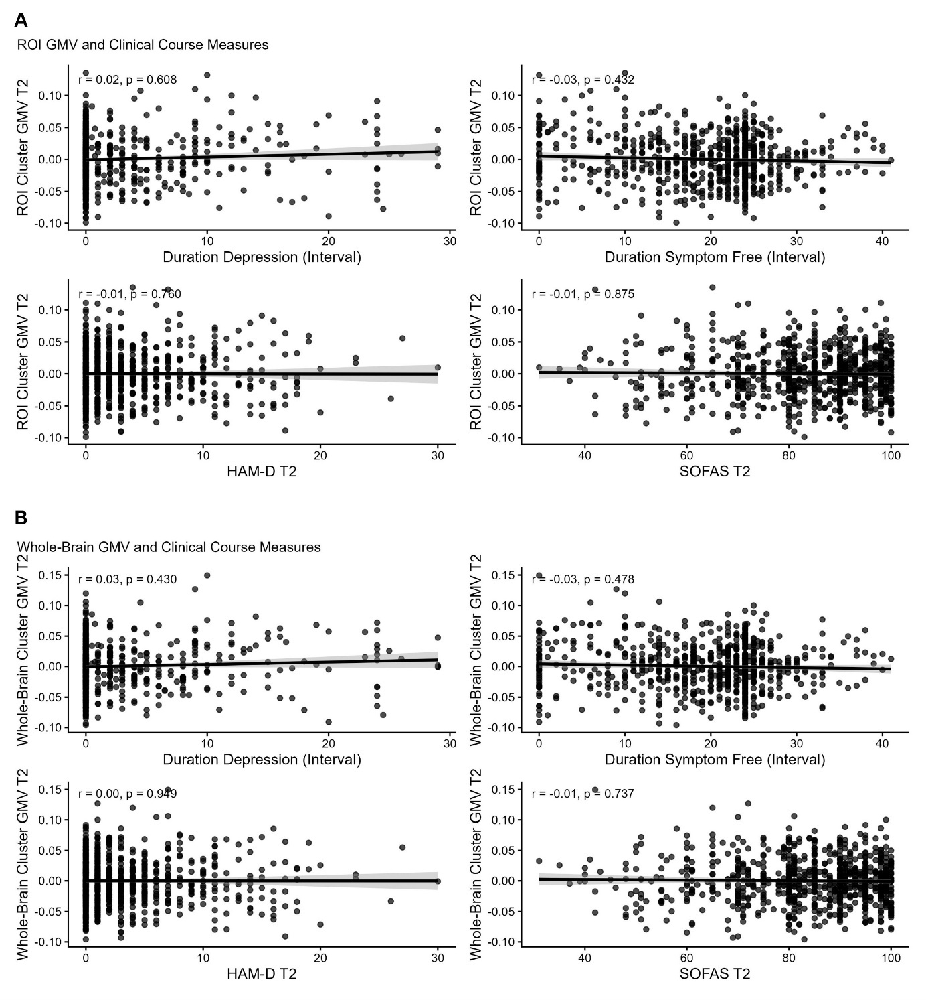 A
ROI GMV and Clinical Course Measures
ROI Cluster GMV T2
r = 0.02, p = 0.608
0.10
0.05
0.00
-0.05
-0.10
0 10 20 30
Duration Depression (Interval)
ROI Cluster GMV T2
r = -0.03, p = 0.432
0.10
0.05
0.00
-0.05
-0.10
0 10 20 30 40
Duration Symptom Free (Interval)
ROI Cluster GMV T2
r = -0.01, p = 0.760
0.10
0.05
0.00
-0.05
-0.10
0 10 20 30
HAM-D T2
ROI Cluster GMV T2
r = -0.01, p = 0.875
0.10
0.05
0.00
-0.05
-0.10
40 60 80 100
SOFAS T2
B
Whole-Brain GMV and Clinical Course Measures
Whole-Brain Cluster GMV T2
r = 0.03, p = 0.430
0.15
0.10
0.05
0.00
-0.05
-0.10
0 10 20 30
Duration Depression (Interval)
Whole-Brain Cluster GMV T2
r = -0.03, p = 0.478
0.15
0.10
0.05
0.00
-0.05
-0.10
0 10 20 30 40
Duration Symptom Free (Interval)
Whole-Brain Cluster GMV T2
r = 0.00, p = 0.949
0.15
0.10
0.05
0.00
-0.05
-0.10
0 10 20 30
HAM-D T2
Whole-Brain Cluster GMV T2
r = -0.01, p = 0.737
0.15
0.10
0.05
0.00
-0.05
-0.10
40 60 80 100
SOFAS T2